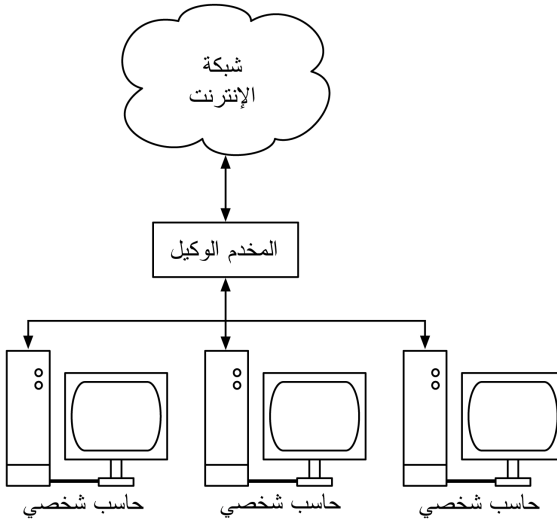 شبكة
الإنترنت
المخدم الوكيل
حاسب شخصي
حاسب شخصي
حاسب شخصي